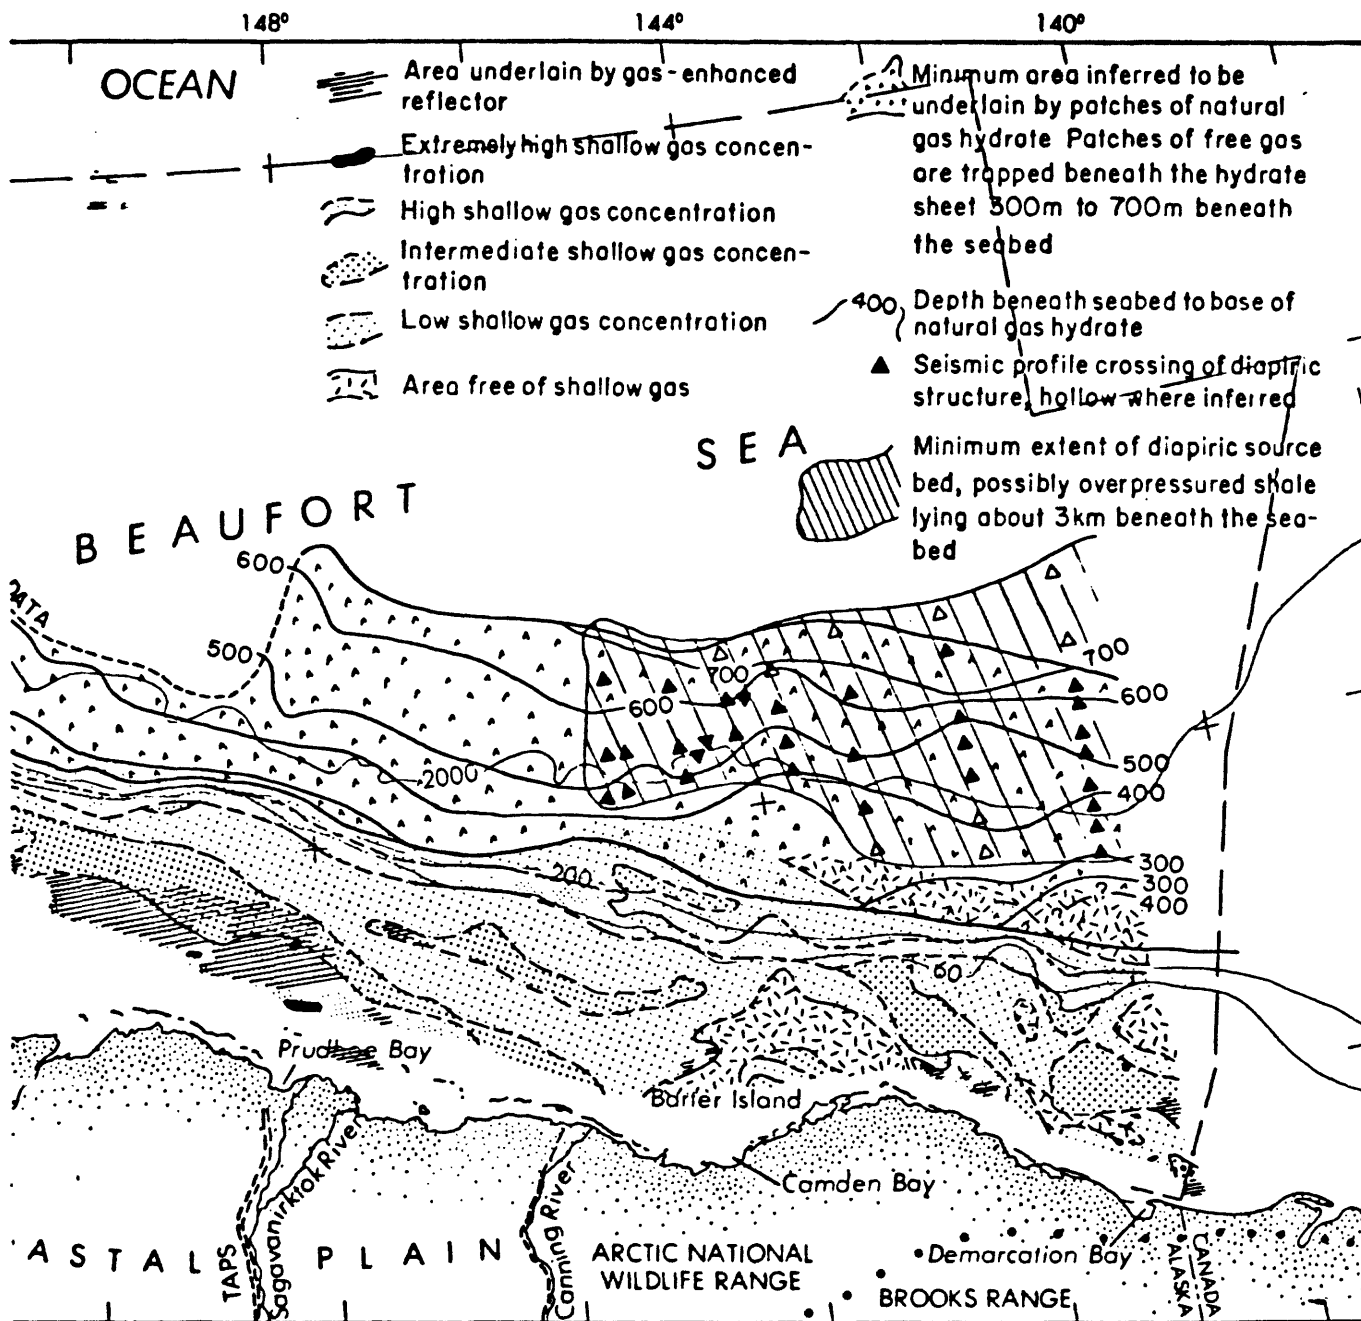 148° 144° 140°
OCEAN
Area underlain by gas-enhanced
reflector
Extremely high shallow gas concen-
tration
High shallow gas concentration
Intermediate shallow gas concen-
tration
Low shallow gas concentration
Area free of shallow gas
Minimum area inferred to be
underlain by patches of natural
gas hydrate Patches of free gas
are trapped beneath the hydrate
sheet 300m to 700m beneath
the seabed
400
Depth beneath seabed to base of
natural gas hydrate
Seismic profile crossing of diapiric
structure, hollow where inferred
Minimum extent of diapiric source
bed, possibly overpressured shale
lying about 3km beneath the sea-
bed
BEAUFORT SEA
600
DATA
500
700
700
600
600
2000
500
400
300
300
400
200
60
Prudhoe Bay
Barter Island
Camden Bay
Sagavanirktok River
TAPS
Canning River
ASTAL PLAIN
ARCTIC NATIONAL
WILDLIFE RANGE
Demarcation Bay
BROOKS RANGE
ALASKA
CANADA